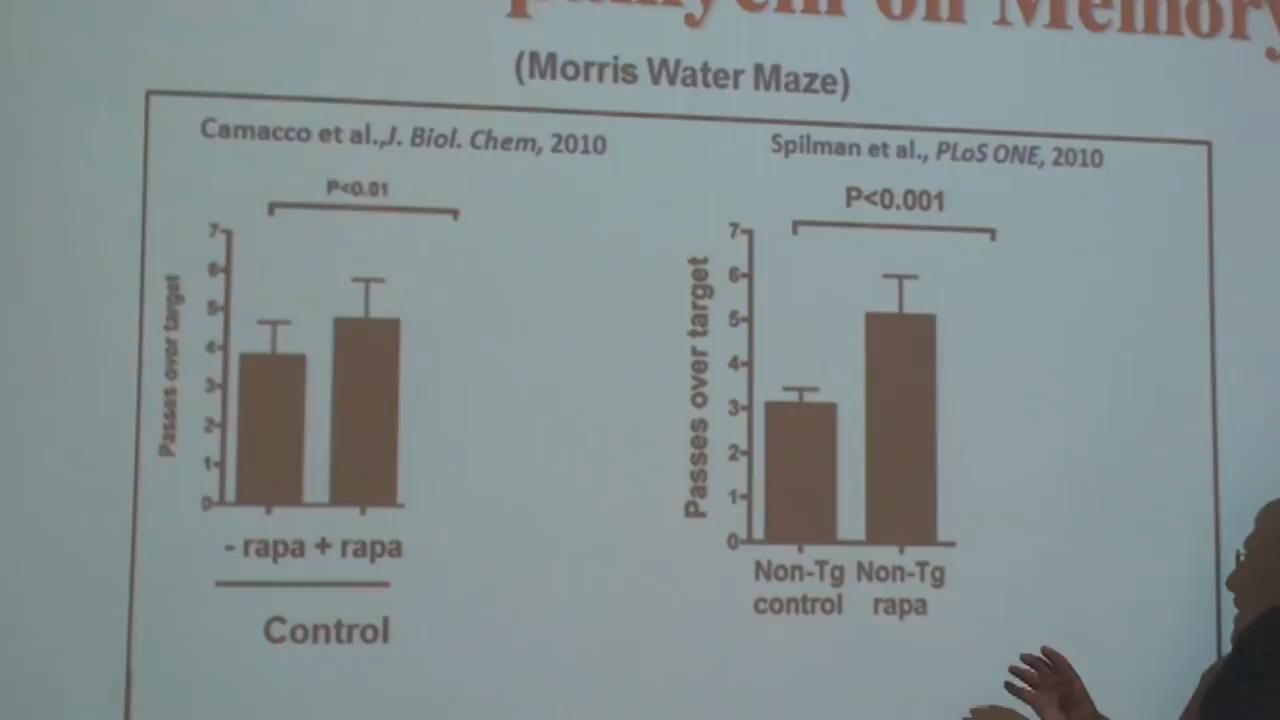 on Memory
(Morris Water Maze)
Camacco et al.,J. Biol. Chem, 2010
P<0.01
7
6
5
4
3
2
1
0
Passes over target
- rapa + rapa
Control
Spilman et al., PLoS ONE, 2010
P<0.001
7
6
5
4
3
2
1
0
Passes over target
Non-Tg Non-Tg
control rapa